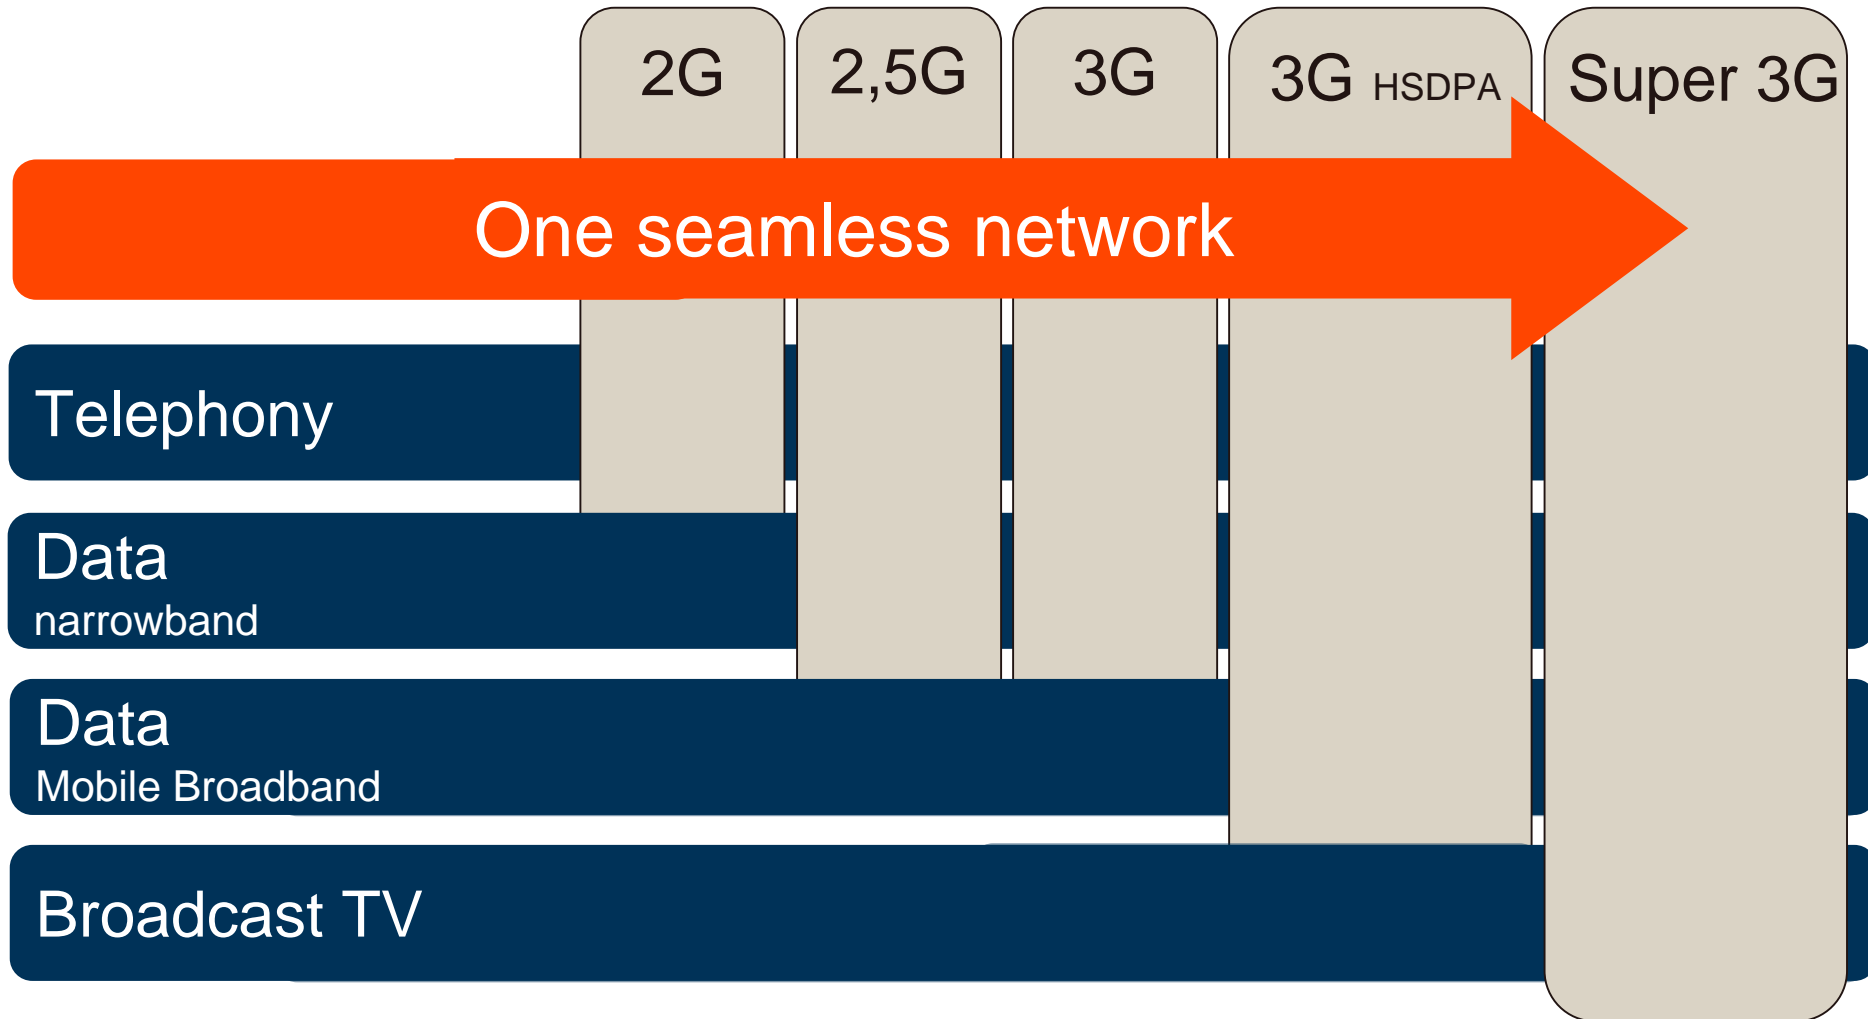 2G
2,5G
3G
3G HSDPA
Super 3G
One seamless network
Telephony
Data
narrowband
Data
Mobile Broadband
Broadcast TV